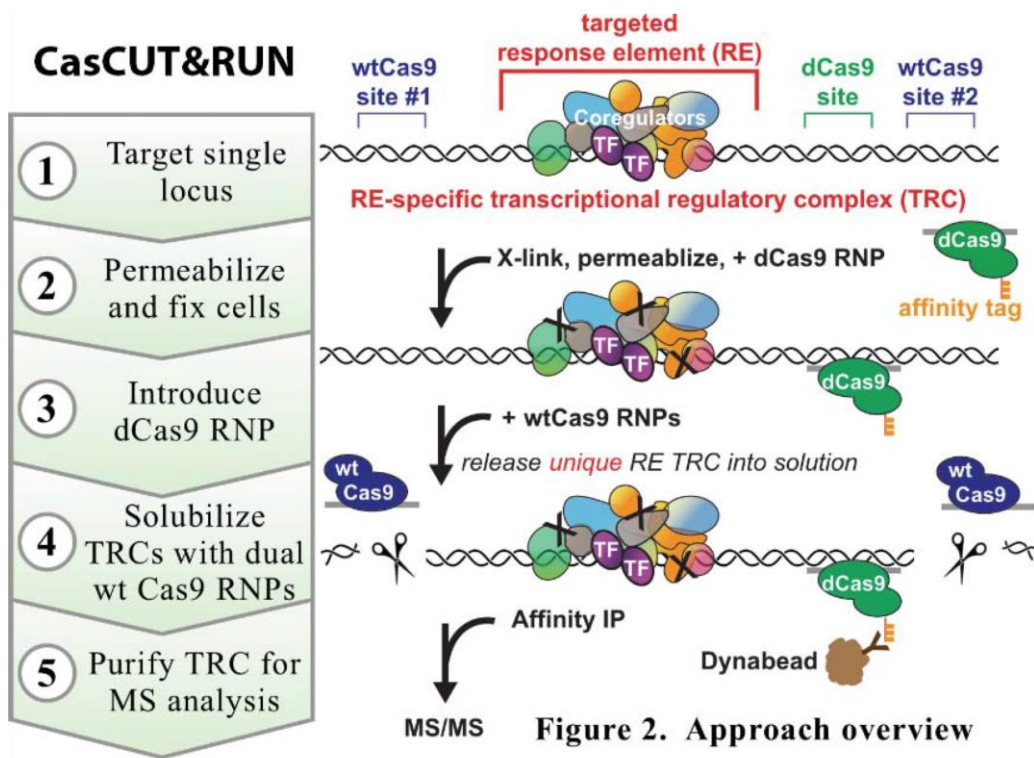 CasCUT&RUN
1
Target single
locus
2
Permeabilize
and fix cells
3
Introduce
dCas9 RNP
4
Solubilize
TRCs with dual
wt Cas9 RNPs
5
Purify TRC for
MS analysis
targeted
response element (RE)
wtCas9
site #1
dCas9
site
wtCas9
site #2
Coregulators
TF
TF
RE-specific transcriptional regulatory complex (TRC)
X-link, permeablize, + dCas9 RNP
dCas9
affinity tag
TF
TF
dCas9
+ wtCas9 RNPs
release unique RE TRC into solution
wt
Cas9
wt
Cas9
TF
TF
dCas9
Affinity IP
Dynabead
MS/MS
Figure 2. Approach overview